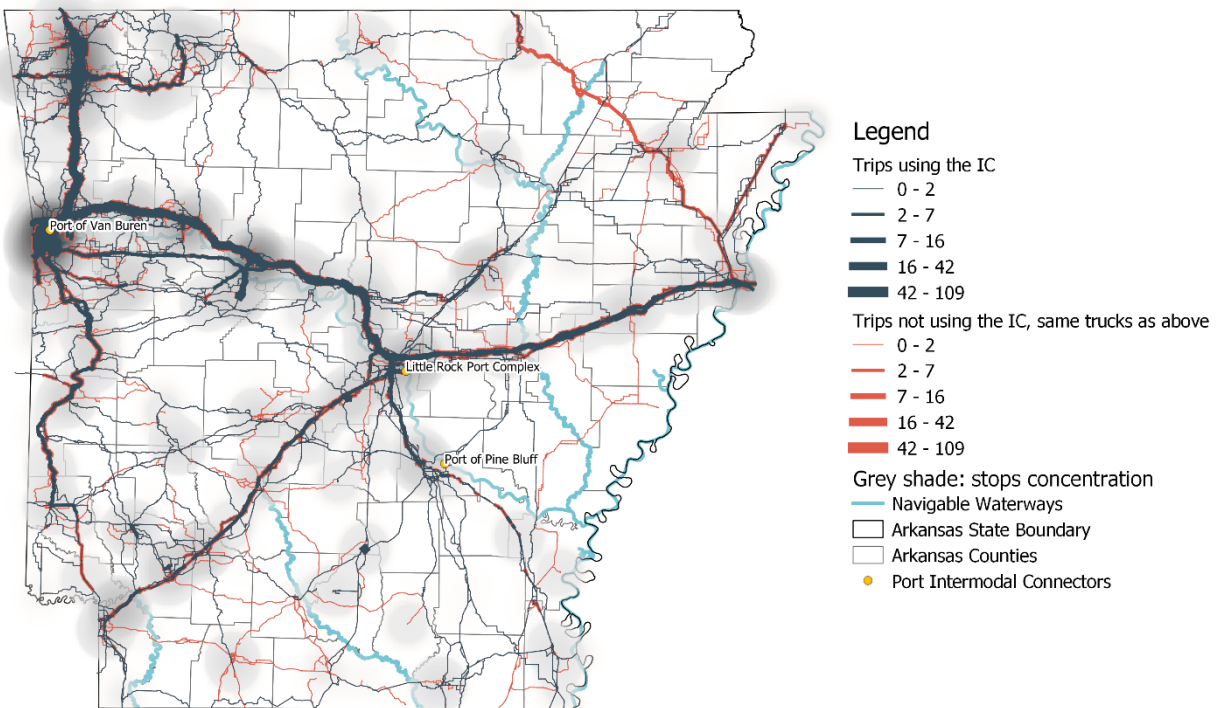 Port of Van Buren
Little Rock Port Complex
Port of Pine Bluff
Legend
Trips using the IC
0 - 2
2 - 7
7 - 16
16 - 42
42 - 109
Trips not using the IC, same trucks as above
0 - 2
2 - 7
7 - 16
16 - 42
42 - 109
Grey shade: stops concentration
Navigable Waterways
Arkansas State Boundary
Arkansas Counties
Port Intermodal Connectors